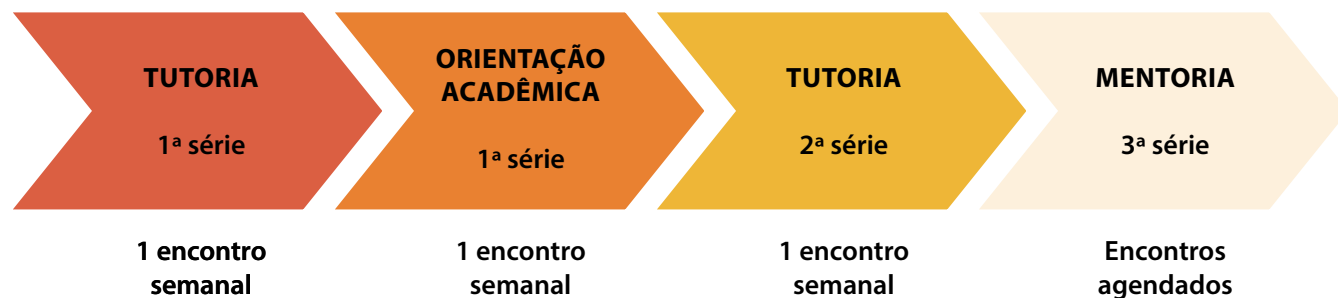 TUTORIA
1ª série
1 encontro
semanal
ORIENTAÇÃO
ACADÊMICA
1ª série
1 encontro
semanal
TUTORIA
2ª série
1 encontro
semanal
MENTORIA
3ª série
Encontros
agendados